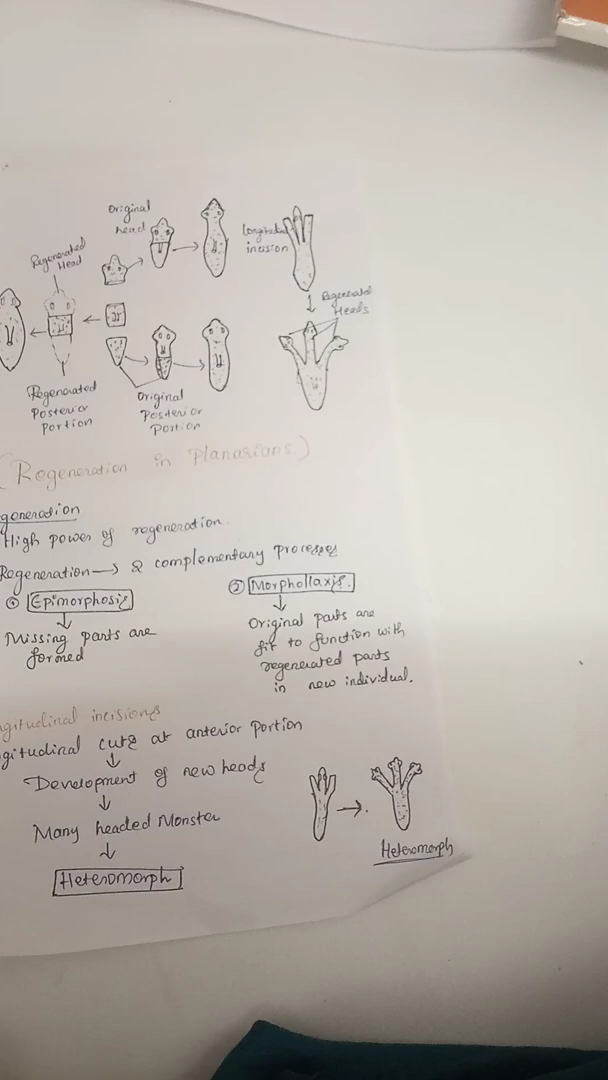 Original
head
Longitudinal
incision
Regenerated
Head
Regenerated
Heads
Regenerated
Posterior
Portion
Original
Posterior
Portion
(Regeneration in Planarians.)
generation
High power of regeneration.
Regeneration → 2 complementary processes
① Epimorphosis
② Morphollaxis.
Missing parts are
formed
Original parts are
fit to function with
regenerated parts
in new individual.
ngitudinal incisions
gitudinal cuts at anterior portion
↓
Development of new heads
↓
Many headed Monster
↓
Heteromorph
Heteromorph